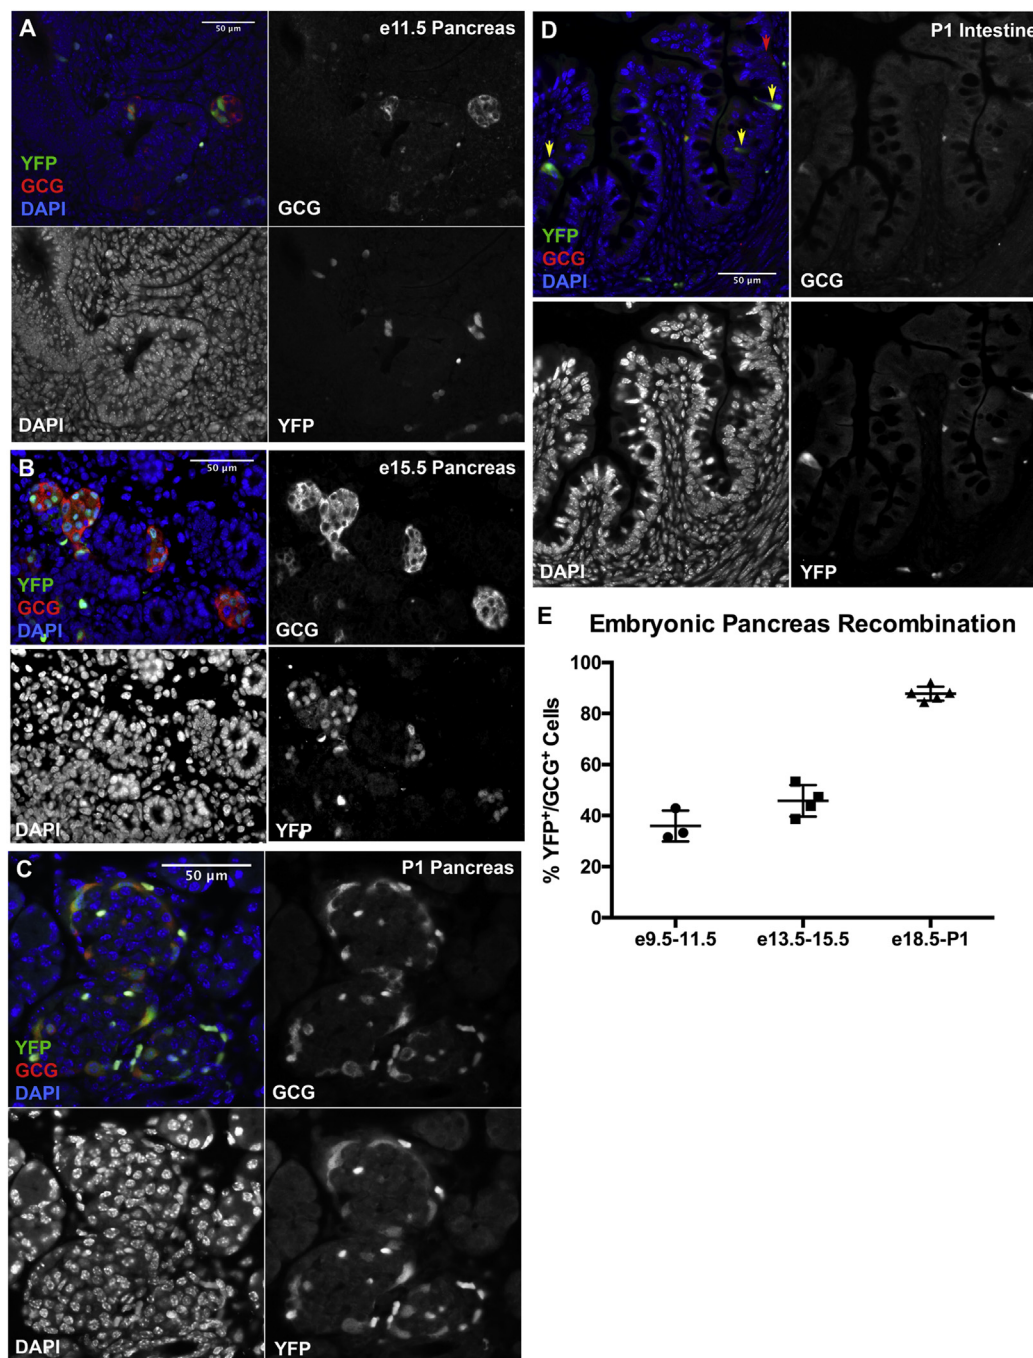 A
50 µm
e11.5 Pancreas
YFP
GCG
DAPI
GCG
DAPI
YFP
B
50 µm
e15.5 Pancreas
YFP
GCG
DAPI
GCG
DAPI
YFP
C
50 µm
P1 Pancreas
YFP
GCG
DAPI
GCG
DAPI
YFP
D
P1 Intestine
YFP
GCG
DAPI
50 µm
GCG
DAPI
YFP
E
Embryonic Pancreas Recombination
% YFP⁺/GCG⁺ Cells
100
80
60
40
20
0
e9.5-11.5 e13.5-15.5 e18.5-P1